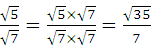 √5/√7 = √5×√7/√7×√7 = √35/7